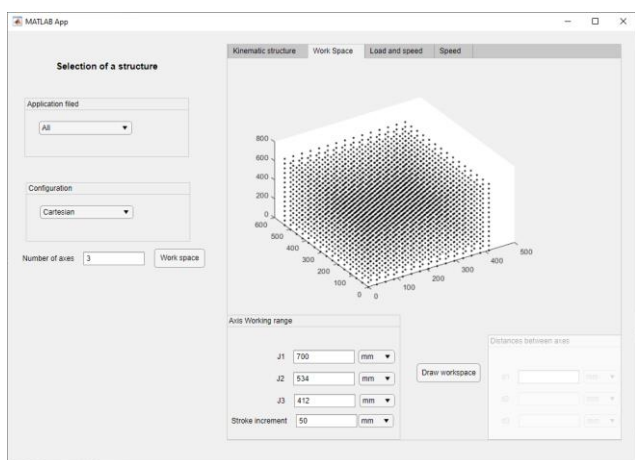 MATLAB App
Selection of a structure
Application filed
All
Configuration
Cartesian
Number of axes 3 Work space
Kinematic structure Work Space Load and speed Speed
800
600
400
200
0
600
500
400
300
200
100
0
0
100
200
300
400
500
Axis Working range
J1 700 mm
J2 534 mm
J3 412 mm
Stroke increment 50 mm
Draw workspace
Distances between axes
mm
mm
mm